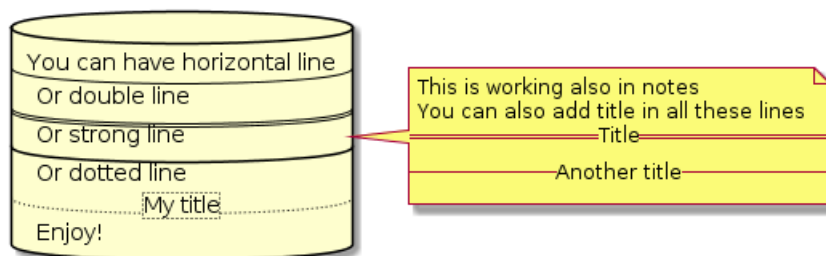 You can have horizontal line
Or double line
Or strong line
Or dotted line
My title
Enjoy!
This is working also in notes
You can also add title in all these lines
Title
Another title